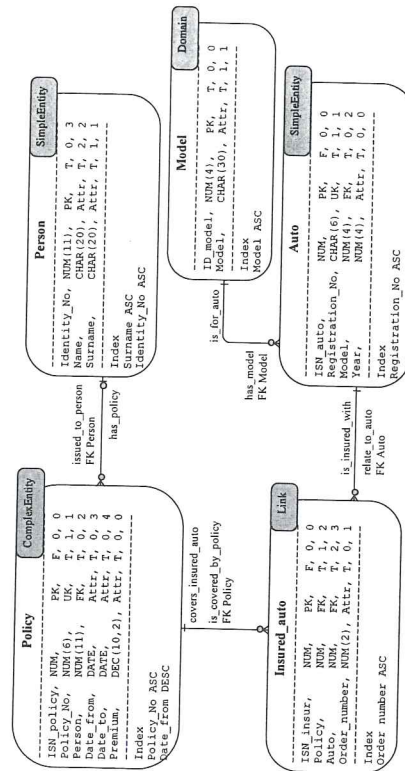 ComplexEntity
Policy
ISN_policy, NUM, PK, F, 0, 0
Policy_No, NUM(6), UK, T, 1, 1
Person, NUM(11), FK, T, 0, 2
Date_from, DATE, Attr, T, 0, 3
Date_to, DATE, Attr, T, 0, 4
Premium, DEC(10,2), Attr, T, 0, 0
Index
Policy_No ASC
Date_from DESC
issued_to_person
FK Person
has_policy
SimpleEntity
Person
Identity_No, NUM(11), PK, T, 0, 3
Name, CHAR(20), Attr, T, 2, 2
Surname, CHAR(20), Attr, T, 1, 1
Index
Surname ASC
Identity_No ASC
covers_insured_auto
is_covered_by_policy
FK Policy
Domain
Model
ID_model, NUM(4), PK, T, 0, 0
Model, CHAR(30), Attr, T, 1, 1
Index
Model ASC
is_for_auto
has_model
FK Model
Link
Insured_auto
ISN_insur, NUM, PK, F, 0, 0
Policy, NUM, FK, T, 1, 2
Auto, NUM, FK, T, 2, 3
Order_number, NUM(2), Attr, T, 0, 1
Index
Order number ASC
is_insured_with
relate_to_auto
FK Auto
SimpleEntity
Auto
ISN_auto, NUM, PK, F, 0, 0
Registration_No, CHAR(6), UK, T, 1, 1
Model, NUM(4), FK, T, 0, 2
Year, NUM(4), Attr, T, 0, 0
Index
Registration_No ASC